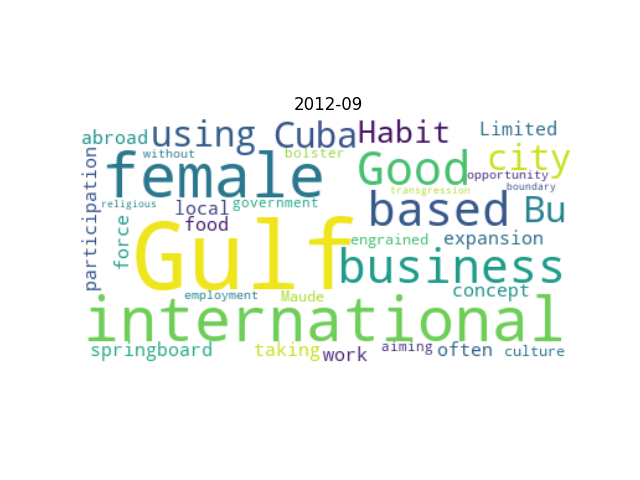 2012-09
abroad using Cuba Habit Limited
without bolster city
female Good opportunity
participation transgression boundary
religious local government based Bu
force food
Gulf engrained expansion
business
employment Maude concept
international
springboard taking work aiming often culture